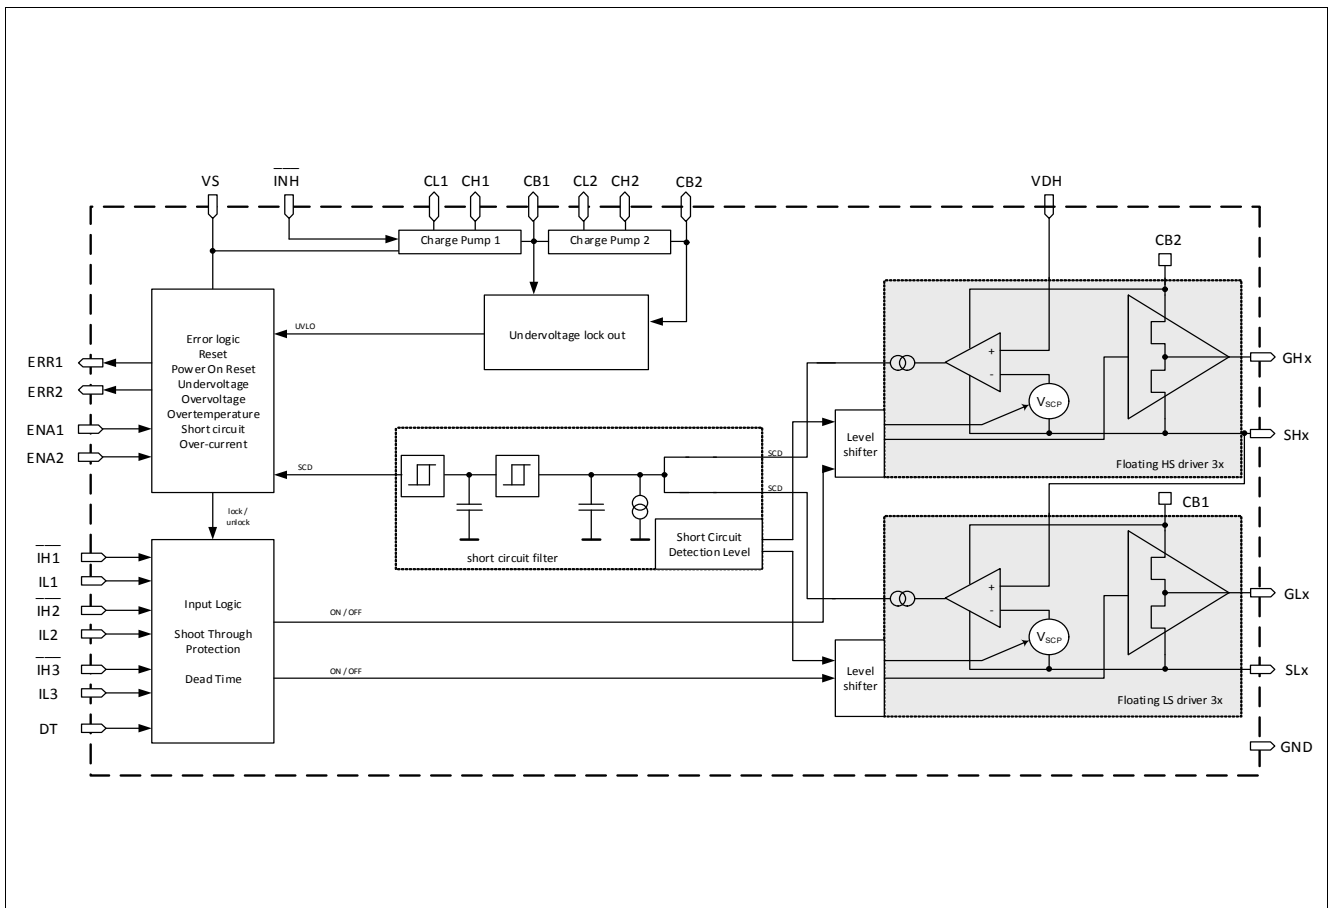 VS
INH
CL1
CH1
CB1
CL2
CH2
CB2
VDH
Charge Pump 1
Charge Pump 2
CB2
Error logic
Reset
Power On Reset
Undervoltage
Overvoltage
Overtemperature
Short circuit
Over-current
UVLO
Undervoltage lock out
ERR1
ERR2
ENA1
ENA2
+
-
VSCP
GHx
SHx
Level
shifter
Floating HS driver 3x
SCD
SCD
SCD
lock/
unlock
short circuit filter
Short Circuit
Detection Level
CB1
IH1
IL1
IH2
IL2
IH3
IL3
DT
Input Logic
Shoot Through
Protection
Dead Time
ON / OFF
ON / OFF
+
-
VSCP
GLx
SLx
Level
shifter
Floating LS driver 3x
GND